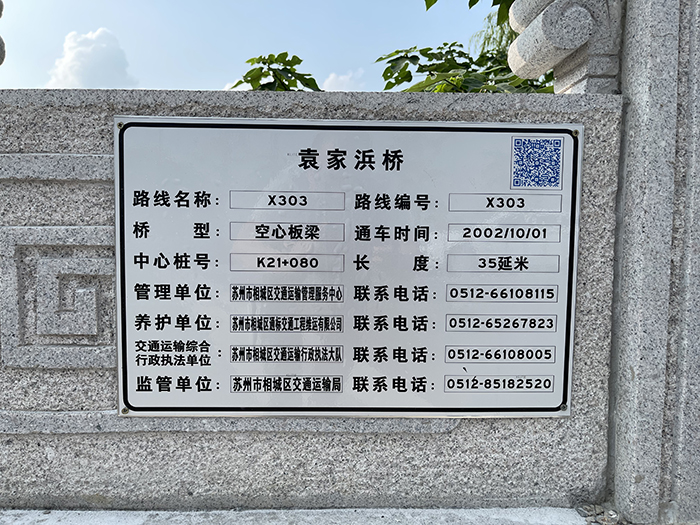 袁家浜桥
路线名称： X303 路线编号： X303
桥 型： 空心板梁 通车时间： 2002/10/01
中心桩号： K21+080 长 度： 35延米
管理单位： 苏州市相城区交通运输管理服务中心 联系电话： 0512-66108115
养护单位： 苏州市相城区通标交通工程维运有限公司 联系电话： 0512-65267823
交通运输综合
行政执法单位： 苏州市相城区交通运输行政执法大队 联系电话： 0512-66108005
监管单位： 苏州市相城区交通运输局 联系电话： 0512-85182520